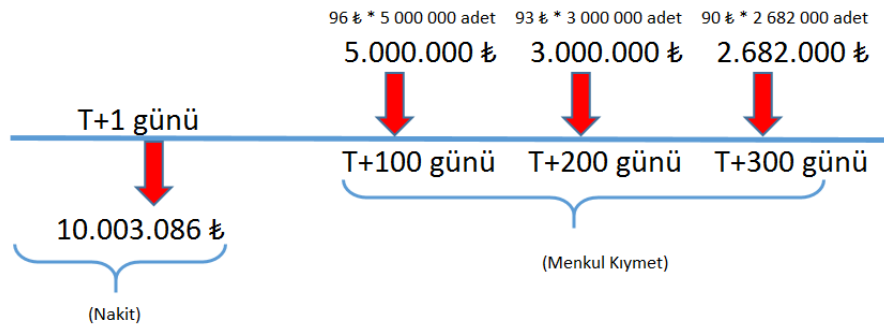 96 ₺ * 5 000 000 adet 93 ₺ * 3 000 000 adet 90 ₺ * 2 682 000 adet
5.000.000 ₺ 3.000.000 ₺ 2.682.000 ₺
T+1 günü
T+100 günü T+200 günü T+300 günü
10.003.086 ₺
(Menkul Kıymet)
(Nakit)